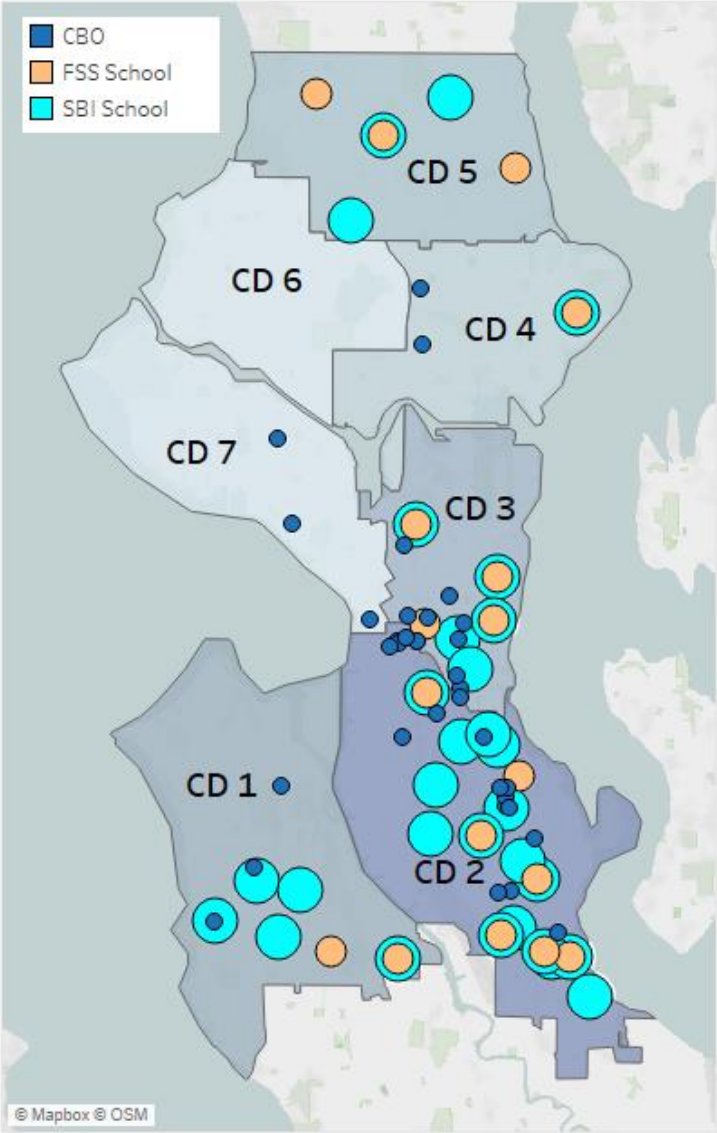 CBO
FSS School
SBI School
CD 5
CD 6
CD 4
CD 7
CD 3
CD 1
CD 2
© Mapbox © OSM